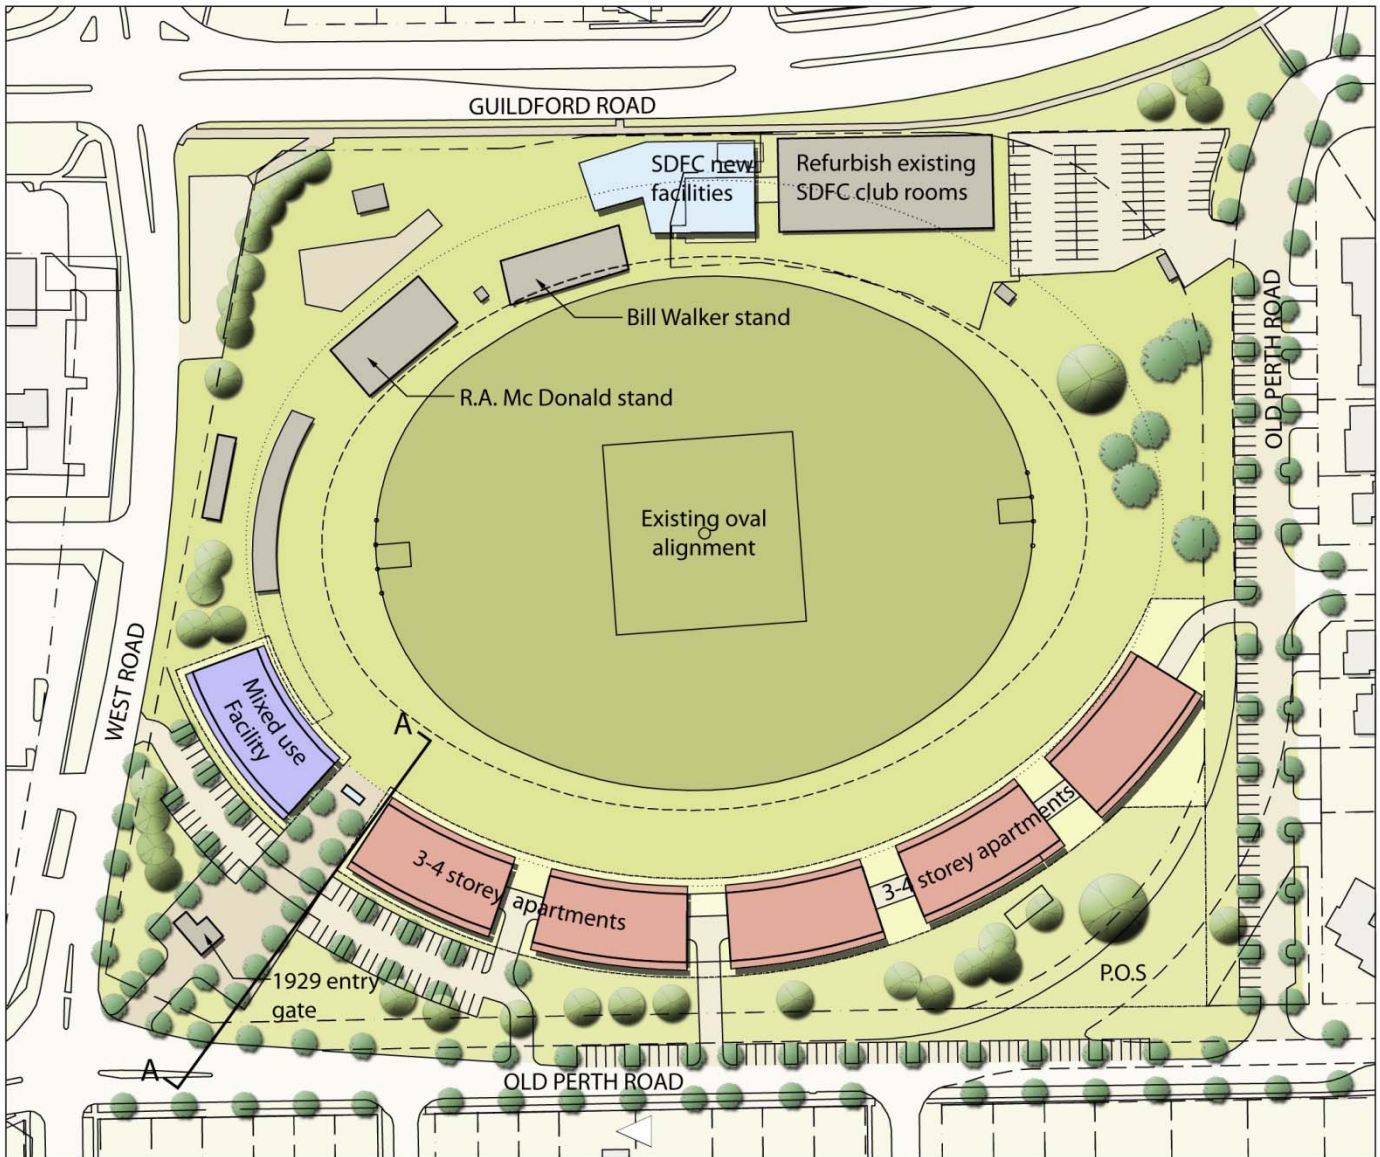 GUILDFORD ROAD
SDFC new
facilities
Refurbish existing
SDFC club rooms
Bill Walker stand
R.A. Mc Donald stand
OLD PERTH ROAD
Existing oval
alignment
WEST ROAD
Mixed use
Facility
A
3-4 storey apartments
3-4 storey apartments
1929 entry
gate
P.O.S
A
OLD PERTH ROAD